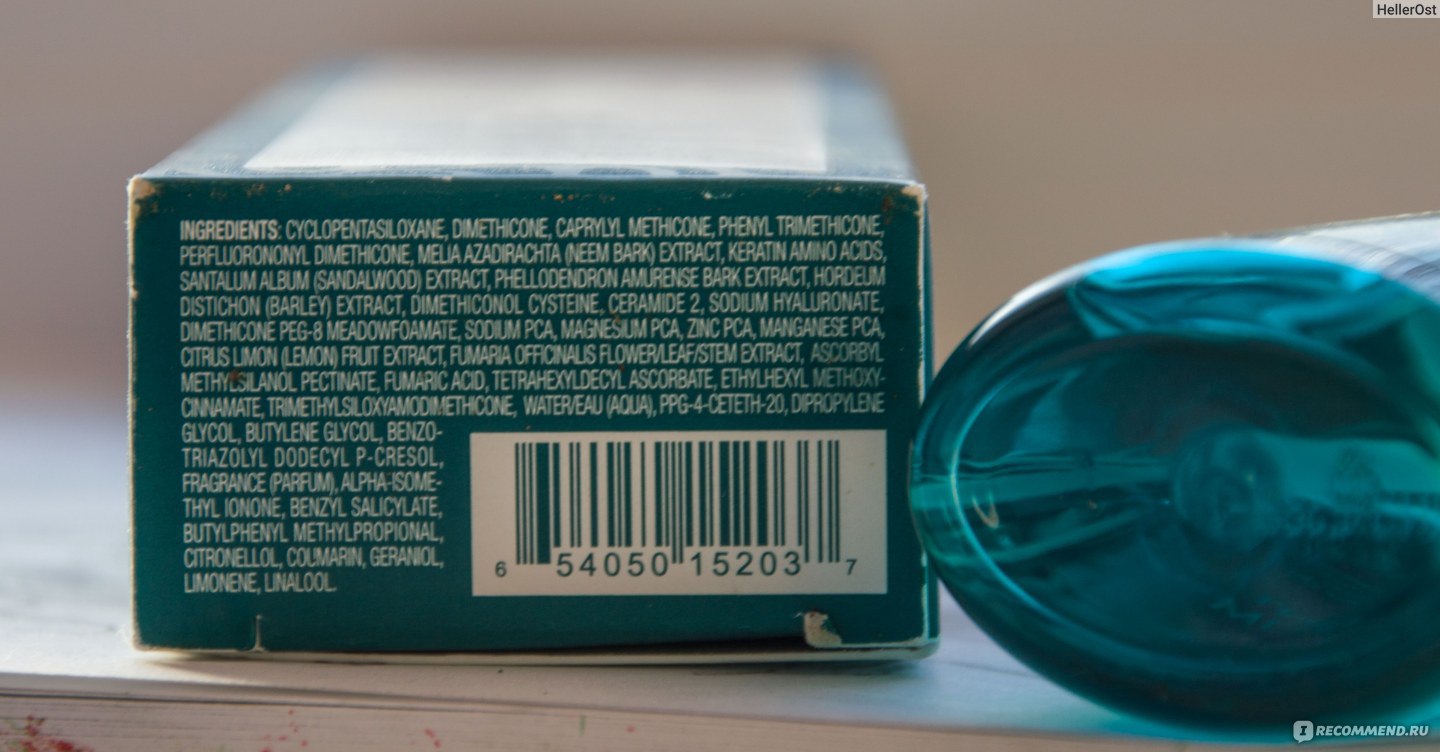 HellerOst
INGREDIENTS: CYCLOPENTASILOXANE, DIMETHICONE, CAPRYLYL METHICONE, PHENYL TRIMETHICONE,
PERFLUORONONYL DIMETHICONE, MELIA AZADIRACHTA (NEEM BARK) EXTRACT, KERATIN AMINO ACIDS,
SANTALUM ALBUM (SANDALWOOD) EXTRACT, PHELLODENDRON AMURENSE BARK EXTRACT, HORDEUM
DISTICHON (BARLEY) EXTRACT, DIMETHICONOL CYSTEINE, CERAMIDE 2, SODIUM HYALURONATE,
DIMETHICONE PEG-8 MEADOWFOAMATE, SODIUM PCA, MAGNESIUM PCA, ZINC PCA, MANGANESE PCA,
CITRUS LIMON (LEMON) FRUIT EXTRACT, FUMARIA OFFICINALIS FLOWER/LEAF/STEM EXTRACT, ASCORBYL
METHYLSILANOL PECTINATE, FUMARIC ACID, TETRAHEXYLDECYL ASCORBATE, ETHYLHEXYL METHOXY-
CINNAMATE, TRIMETHYLSILOXYAMODIMETHICONE, WATER/EAU (AQUA), PPG-4-CETETH-20, DIPROPYLENE
GLYCOL, BUTYLENE GLYCOL, BENZO-
TRIAZOLYL DODECYL P-CRESOL,
FRAGRANCE (PARFUM), ALPHA-ISOME-
THYL IONONE, BENZYL SALICYLATE,
BUTYLPHENYL METHYLPROPIONAL,
CITRONELLOL, COUMARIN, GERANIOL,
LIMONENE, LINALOOL.
6 54050 15203 7
RECOMMEND.RU